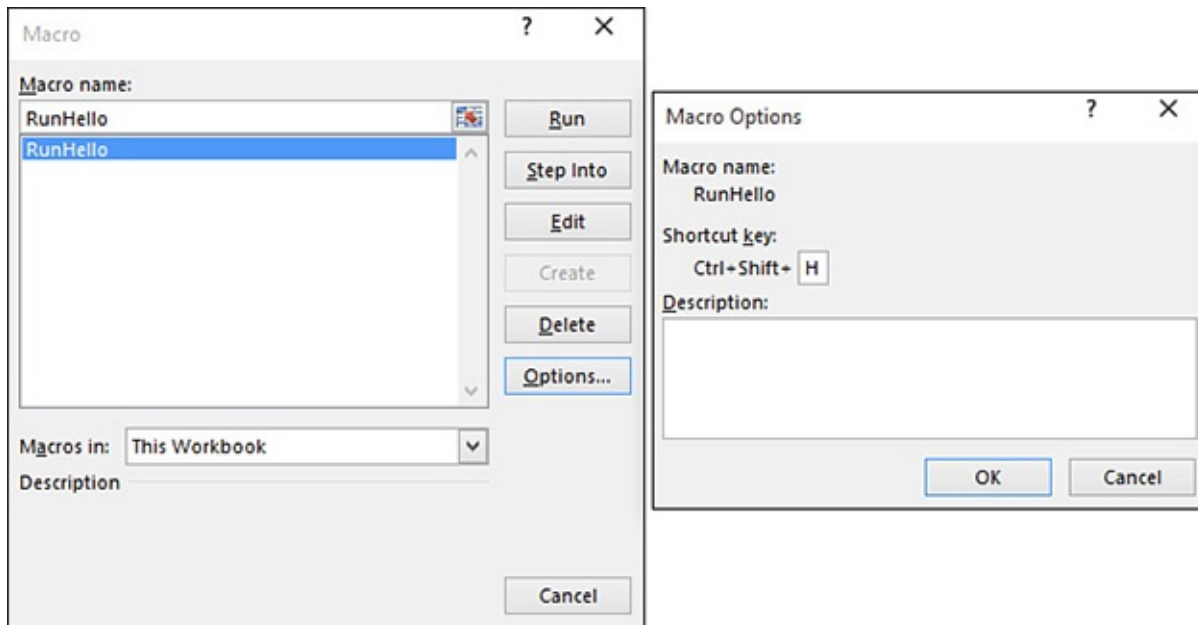 Macro
?
X
Macro name:
RunHello
RunHello
Run
Step Into
Edit
Create
Delete
Options...
Macros in: This Workbook
Description
Cancel
Macro Options
?
X
Macro name:
RunHello
Shortcut key:
Ctrl+Shift+ H
Description:
OK
Cancel